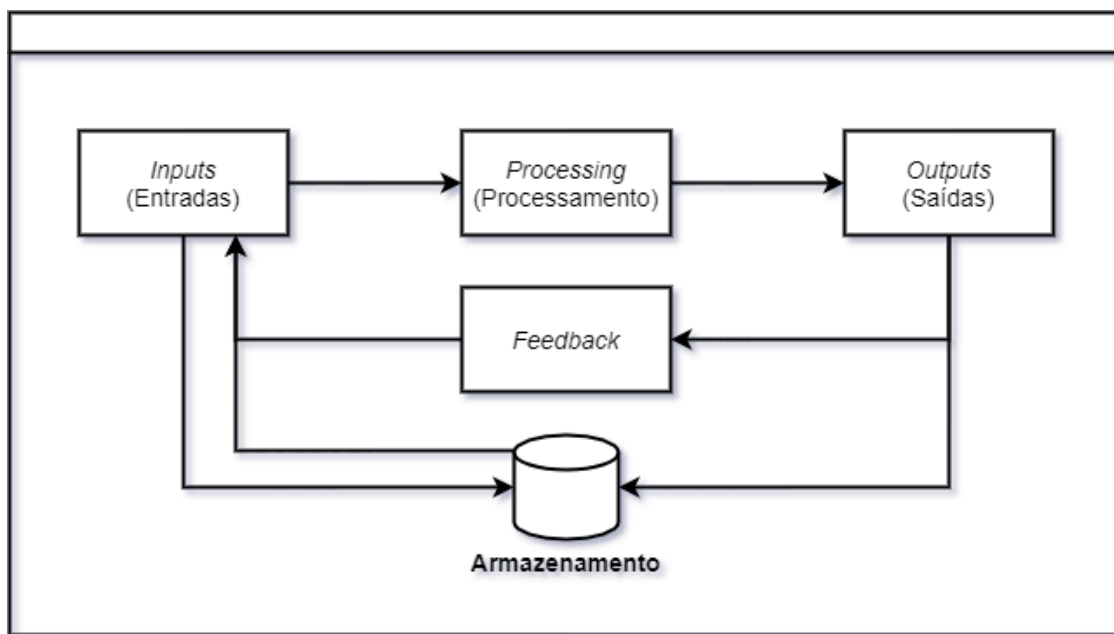 Inputs
(Entradas)
Processing
(Processamento)
Outputs
(Saídas)
Feedback
Armazenamento